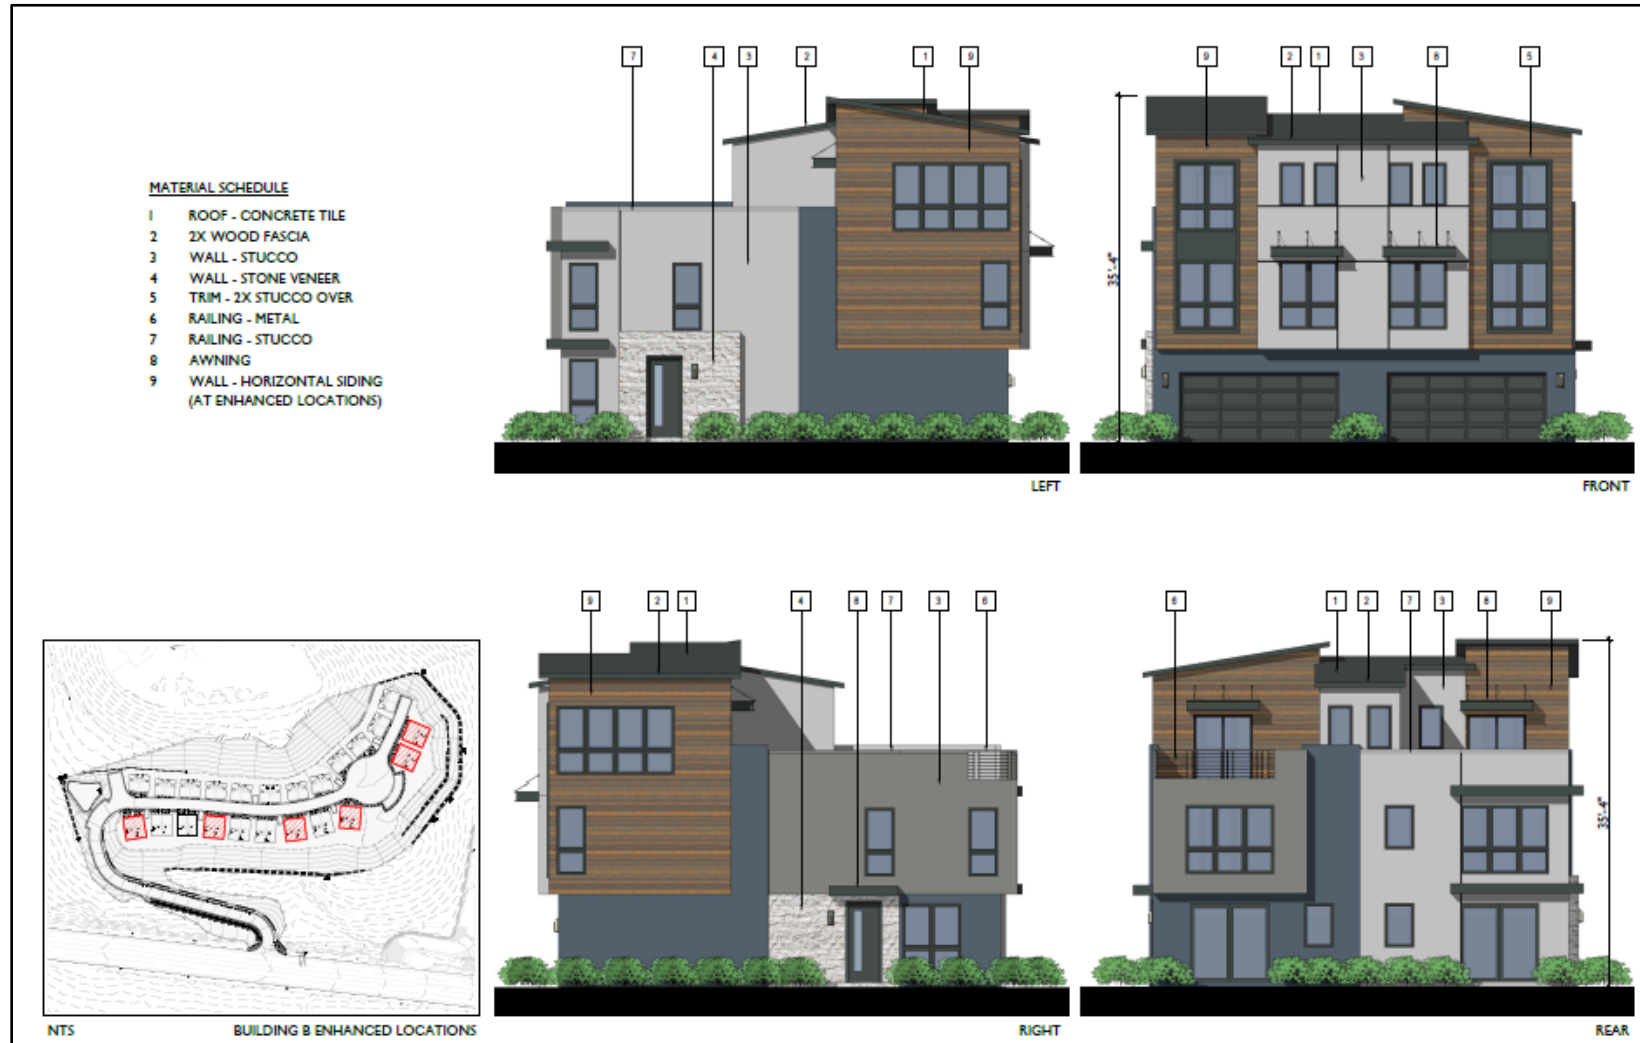 7 4 3 2 1 9
9 2 1 3 8 5
MATERIAL SCHEDULE
1 ROOF - CONCRETE TILE
2 2X WOOD FASCIA
3 WALL - STUCCO
4 WALL - STONE VENEER
5 TRIM - 2X STUCCO OVER
6 RAILING - METAL
7 RAILING - STUCCO
8 AWNING
9 WALL - HORIZONTAL SIDING
(AT ENHANCED LOCATIONS)
35'-4"
LEFT
FRONT
9 2 1 4 8 7 3 6
6 1 2 7 3 8 9
35'-4"
NTS
BUILDING B ENHANCED LOCATIONS
RIGHT
REAR